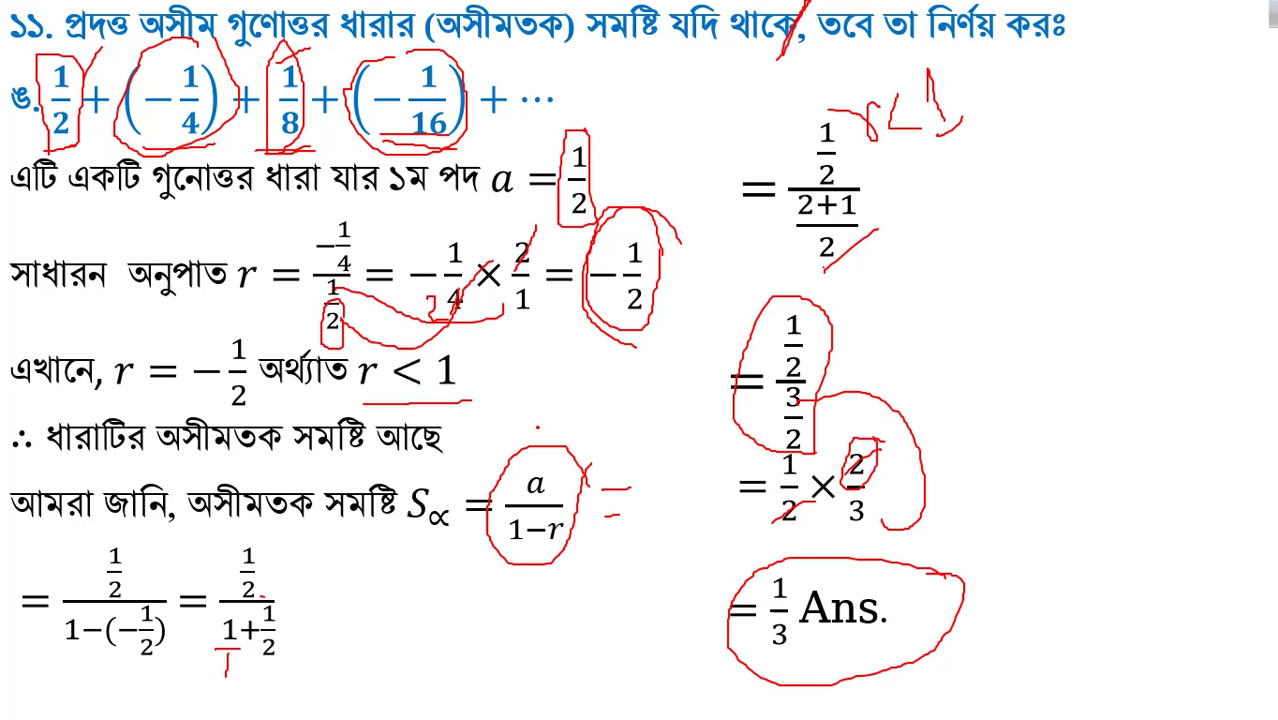 ১১. প্রদত্ত অসীম গুণোত্তর ধারার (অসীমতক) সমষ্টি যদি থাকে, তবে তা নির্ণয় করঃ
ঙ. 1/2 + (−1/4) + 1/8 + (−1/16) + ⋯
এটি একটি গুনোত্তর ধারা যার ১ম পদ a = 1/2
সাধারন অনুপাত r = (−1/4)/(1/2) = −1/4 × 2/1 = −1/2
এখানে, r = −1/2 অর্থ্যাত r < 1
∴ ধারাটির অসীমতক সমষ্টি আছে
আমরা জানি, অসীমতক সমষ্টি S∝ = a/(1−r)
= (1/2)/(1−(−1/2)) = (1/2)/(1+1/2)
= (1/2)/((2+1)/2)
= (1/2)/(3/2)
= 1/2 × 2/3
= 1/3 Ans.